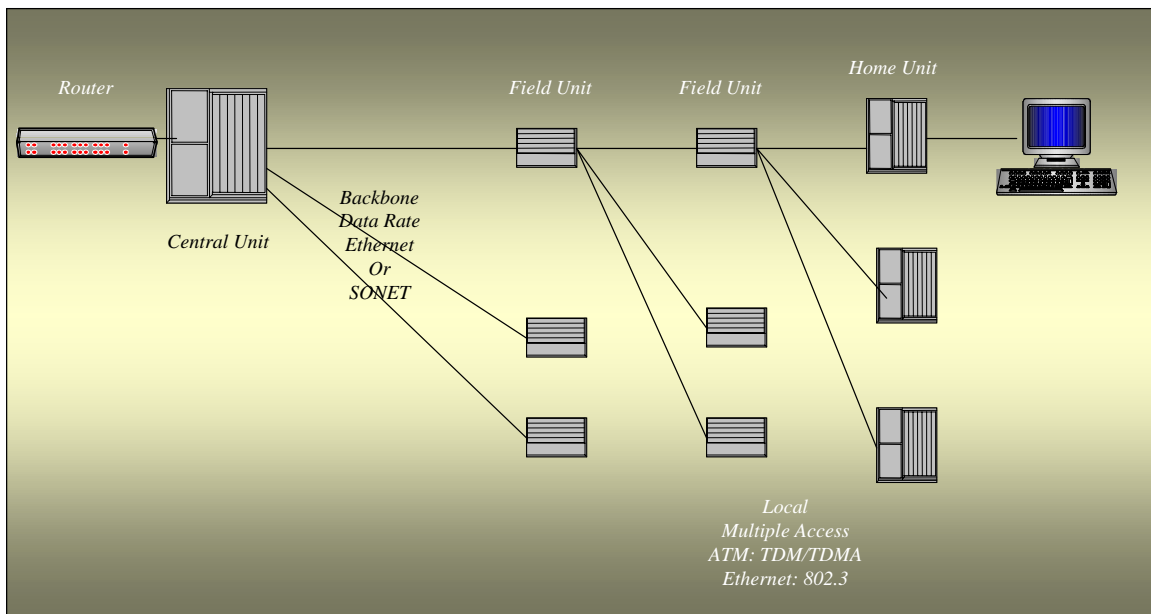 Router
Field Unit
Field Unit
Home Unit
Central Unit
Backbone
Data Rate
Ethernet
Or
SONET
Local
Multiple Access
ATM: TDM/TDMA
Ethernet: 802.3